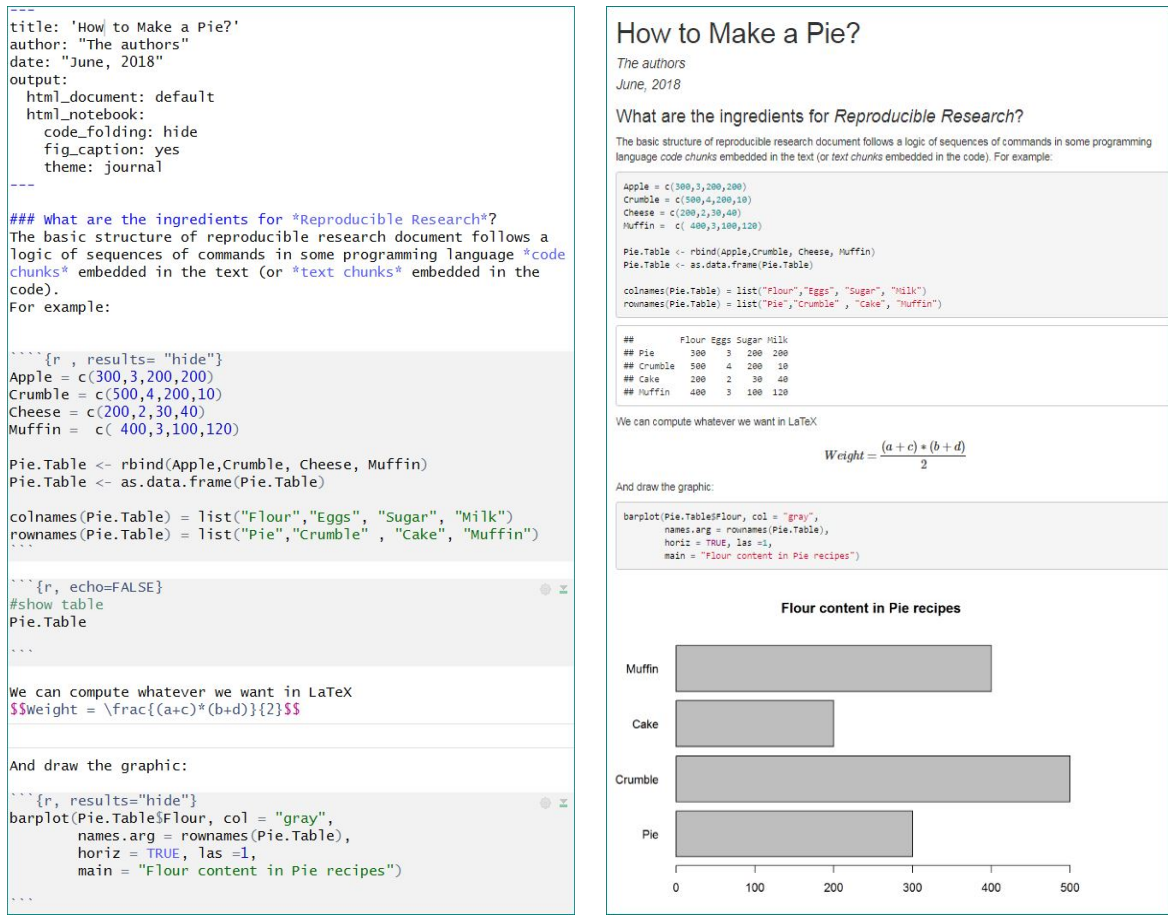 ---
title: 'How to Make a Pie?'
author: "The authors"
date: "June, 2018"
output:
  html_document: default
  html_notebook:
    code_folding: hide
    fig_caption: yes
    theme: journal
---
### What are the ingredients for *Reproducible Research*?
The basic structure of reproducible research document follows a
logic of sequences of commands in some programming language *code
chunks* embedded in the text (or *text chunks* embedded in the
code).
For example:
````{r , results= "hide"}
Apple = c(300,3,200,200)
Crumble = c(500,4,200,10)
Cheese = c(200,2,30,40)
Muffin =  c( 400,3,100,120)
Pie.Table <- rbind(Apple,Crumble, Cheese, Muffin)
Pie.Table <- as.data.frame(Pie.Table)
colnames(Pie.Table) = list("Flour","Eggs", "Sugar", "Milk")
rownames(Pie.Table) = list("Pie","Crumble" , "Cake", "Muffin")
```
```{r, echo=FALSE}
#show table
Pie.Table
```
We can compute whatever we want in LaTeX
$$Weight = \frac{(a+c)*(b+d)}{2}$$
And draw the graphic:
```{r, results="hide"}
barplot(Pie.Table$Flour, col = "gray",
        names.arg = rownames(Pie.Table),
        horiz = TRUE, las =1,
        main = "Flour content in Pie recipes")
```
How to Make a Pie?
The authors
June, 2018
What are the ingredients for Reproducible Research?
The basic structure of reproducible research document follows a logic of sequences of commands in some programming
language code chunks embedded in the text (or text chunks embedded in the code). For example:
Apple = c(300,3,200,200)
Crumble = c(500,4,200,10)
Cheese = c(200,2,30,40)
Muffin =  c( 400,3,100,120)
Pie.Table <- rbind(Apple,Crumble, Cheese, Muffin)
Pie.Table <- as.data.frame(Pie.Table)
colnames(Pie.Table) = list("Flour","Eggs", "Sugar", "Milk")
rownames(Pie.Table) = list("Pie","Crumble" , "Cake", "Muffin")
##         Flour Eggs Sugar Milk
## Pie       300    3   200  200
## Crumble   500    4   200   10
## Cake      200    2    30   40
## Muffin    400    3   100  120
We can compute whatever we want in LaTeX
Weight = (a + c) * (b + d) / 2
And draw the graphic:
barplot(Pie.Table$Flour, col = "gray",
        names.arg = rownames(Pie.Table),
        horiz = TRUE, las =1,
        main = "Flour content in Pie recipes")
Flour content in Pie recipes
Muffin
Cake
Crumble
Pie
0 100 200 300 400 500